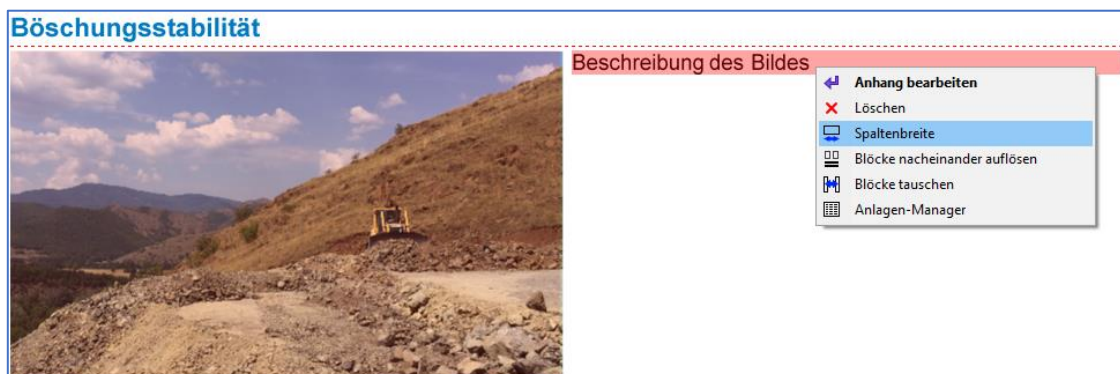 Böschungsstabilität
Beschreibung des Bildes
Anhang bearbeiten
Löschen
Spaltenbreite
Blöcke nacheinander auflösen
Blöcke tauschen
Anlagen-Manager